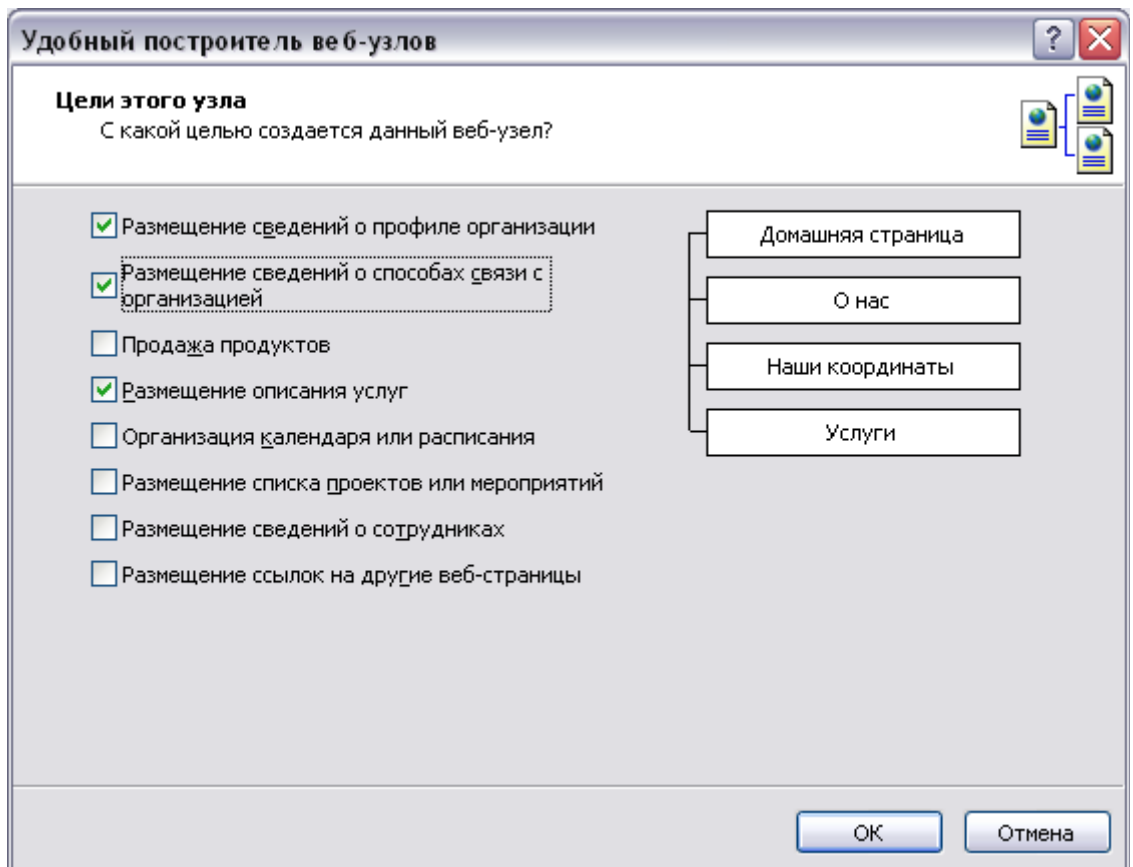 Удобный построитель веб-узлов
Цели этого узла
С какой целью создается данный веб-узел?
Размещение сведений о профиле организации
Размещение сведений о способах связи с
организацией
Продажа продуктов
Размещение описания услуг
Организация календаря или расписания
Размещение списка проектов или мероприятий
Размещение сведений о сотрудниках
Размещение ссылок на другие веб-страницы
Домашняя страница
О нас
Наши координаты
Услуги
ОК
Отмена